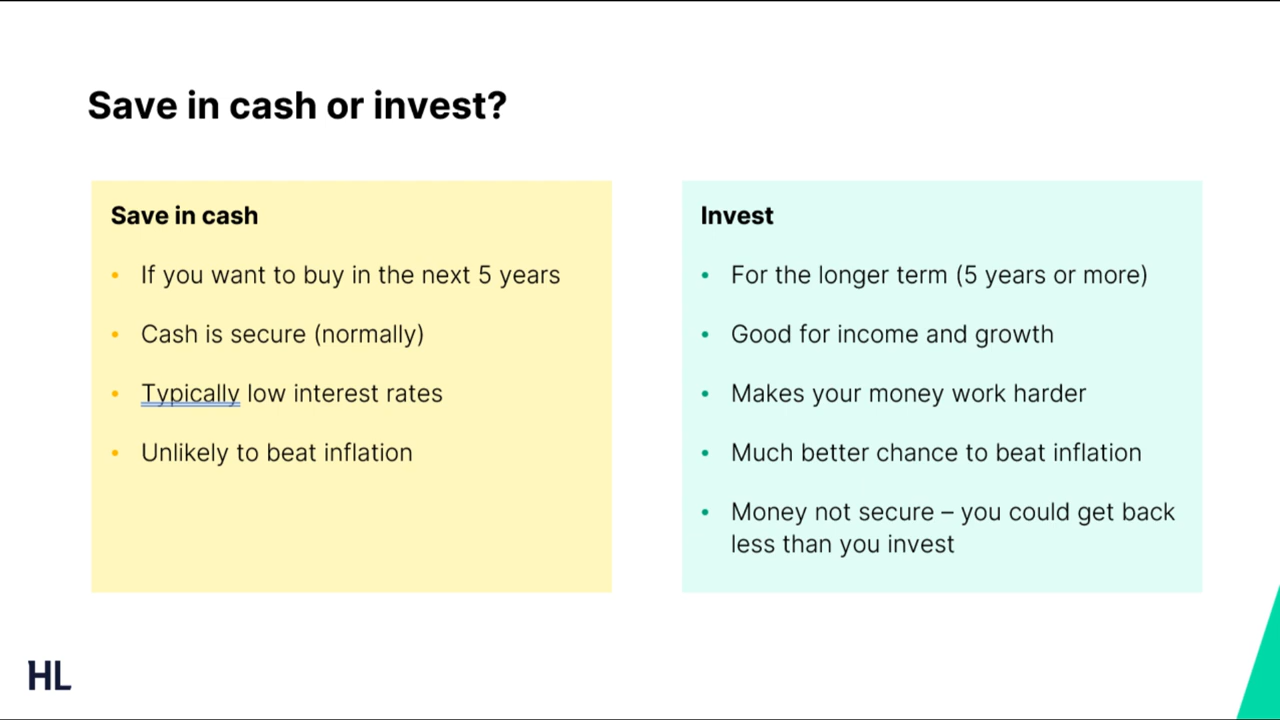 Save in cash or invest?
Save in cash
• If you want to buy in the next 5 years
• Cash is secure (normally)
• Typically low interest rates
• Unlikely to beat inflation
Invest
• For the longer term (5 years or more)
• Good for income and growth
• Makes your money work harder
• Much better chance to beat inflation
• Money not secure – you could get back
less than you invest
HL